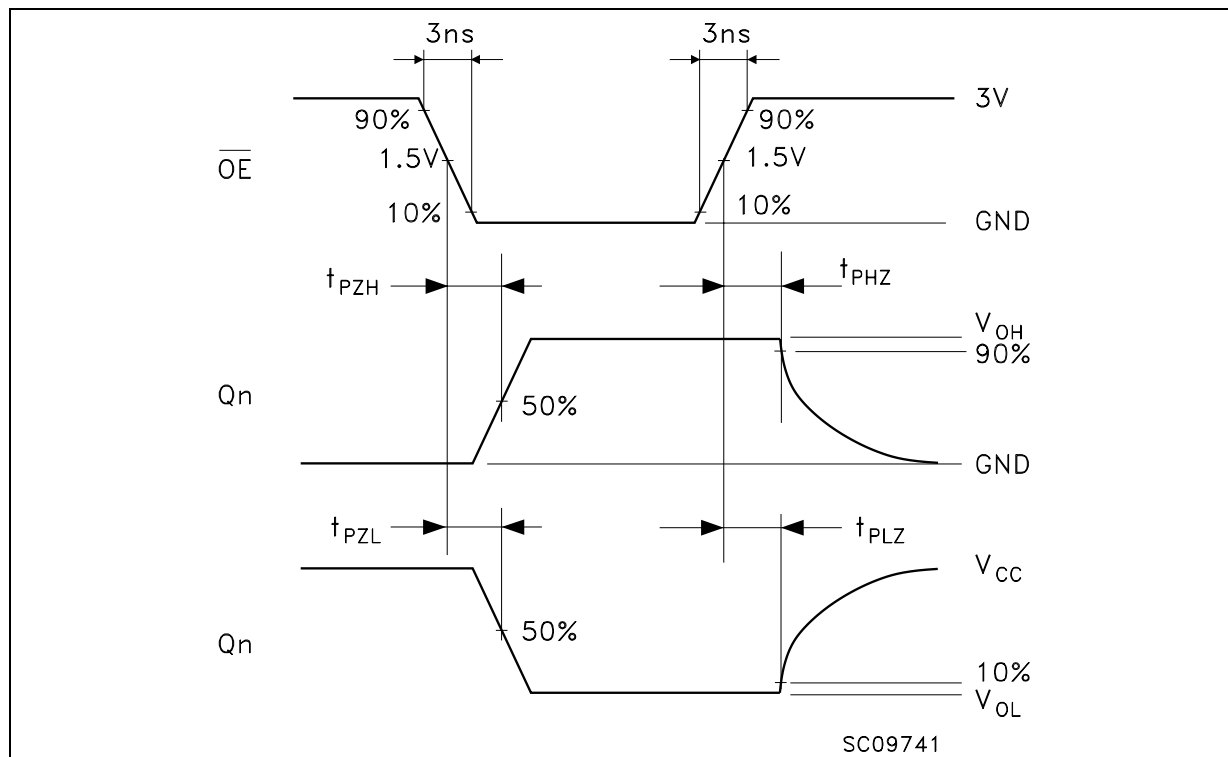 3ns 3ns
3V
90% 90%
1.5V 1.5V
OE
10% 10%
GND
tPZH tPHZ
VOH
90%
Qn
50%
GND
tPZL tPLZ
VCC
50%
Qn
10%
VOL
SC09741